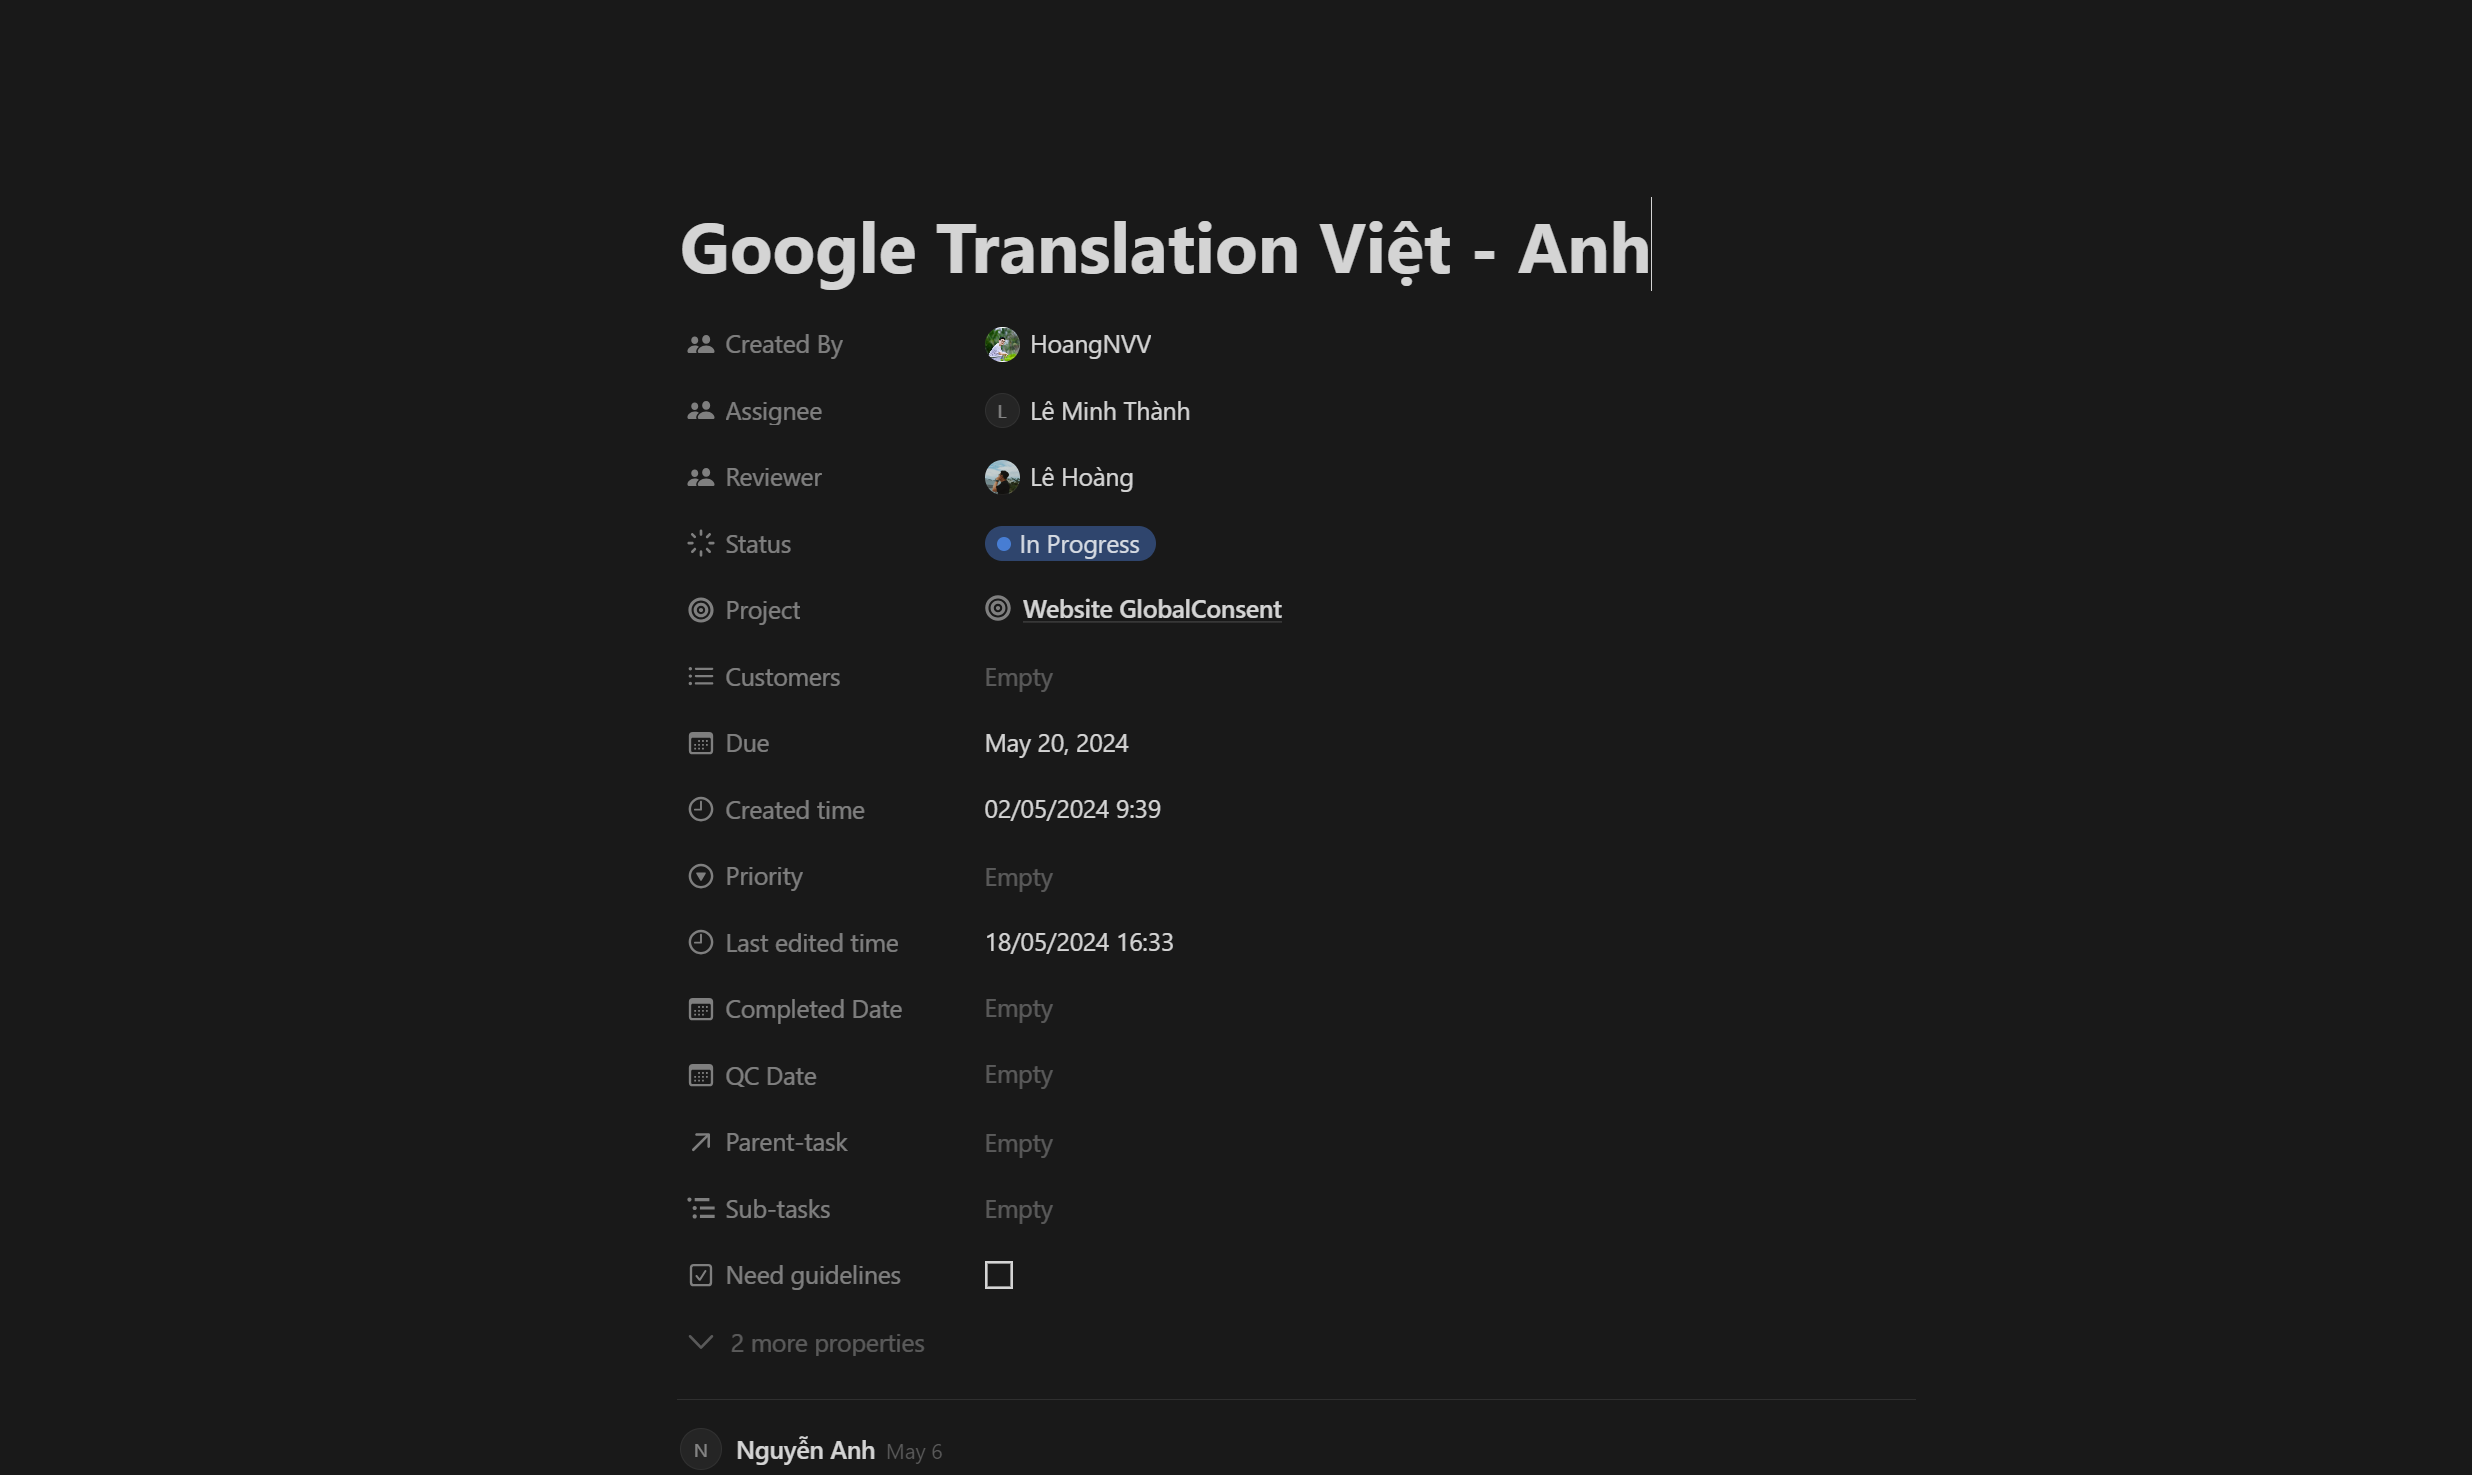 Google Translation Việt - Anh
Created By HoangNVV
Assignee L Lê Minh Thành
Reviewer Lê Hoàng
Status In Progress
Project Website GlobalConsent
Customers Empty
Due May 20, 2024
Created time 02/05/2024 9:39
Priority Empty
Last edited time 18/05/2024 16:33
Completed Date Empty
QC Date Empty
Parent-task Empty
Sub-tasks Empty
Need guidelines
2 more properties
N Nguyễn Anh May 6